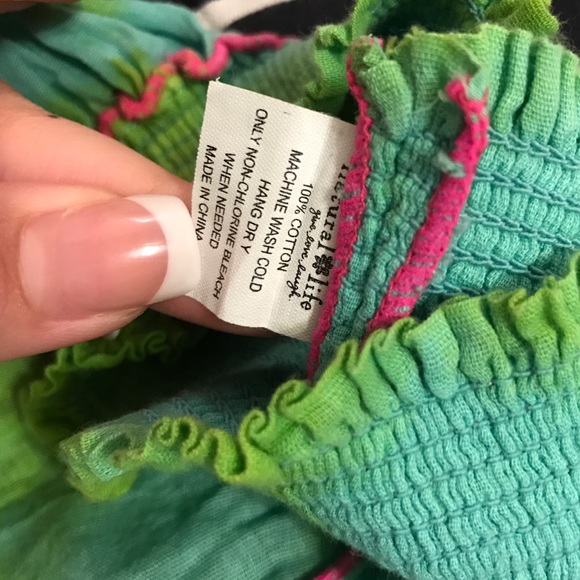 natural life
give. love. laugh.
100% COTTON
MACHINE WASH COLD
HANG DRY
ONLY NON-CHLORINE BLEACH
WHEN NEEDED
MADE IN CHINA